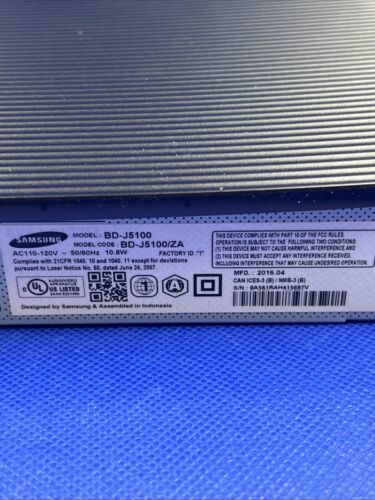 SAMSUNG
MODEL : BD-J5100
MODEL CODE : BD-J5100/ZA
AC110-120V ~ 50/60Hz 10.8W FACTORY ID "I"
Complies with 21CFR 1040. 10 and 1040. 11 except for deviations
pursuant to Laser Notice No. 50, dated June 24, 2007.
UL
US LISTED
Designed by Samsung & Assembled in Indonesia
THIS DEVICE COMPLIES WITH PART 15 OF THE FCC RULES
OPERATION IS SUBJECT TO THE FOLLOWING TWO CONDITIONS:
(1) THIS DEVICE MAY NOT CAUSE HARMFUL INTERFERENCE, AND
(2) THIS DEVICE MUST ACCEPT ANY INTERFERENCE RECEIVED,
INCLUDING INTERFERENCE THAT MAY CAUSE UNDESIRED OPERATION
MFD. : 2016.04
CAN ICES-3 (B) / NMB-3 (B)
S/N : 0A561RAH415697V